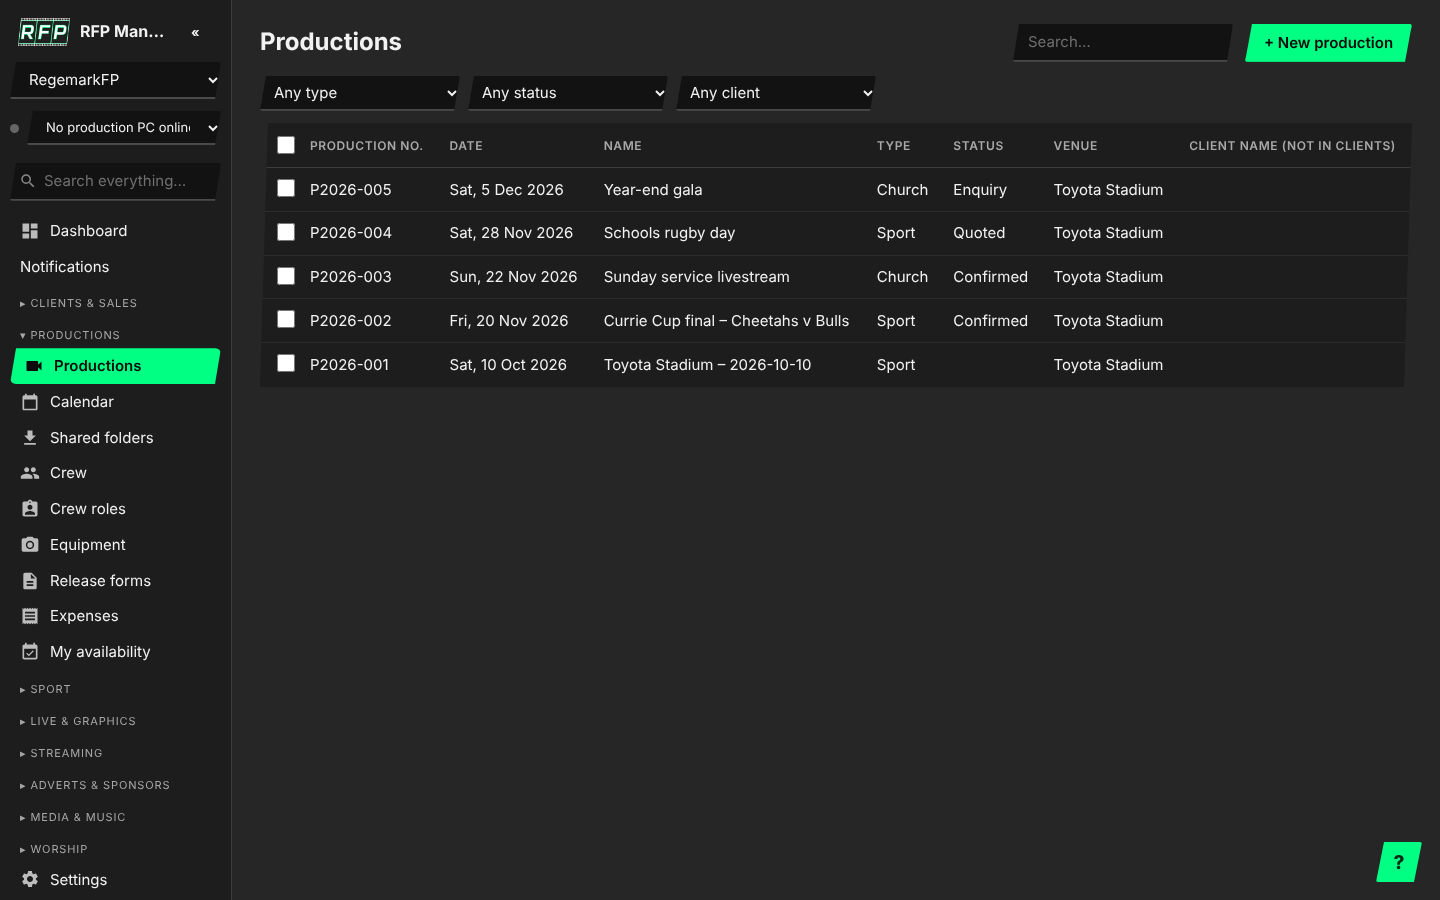 RFP RFP Man... «
RegemarkFP
No production PC onlin
Search everything...
Dashboard
Notifications
▸ CLIENTS & SALES
▾ PRODUCTIONS
Productions
Calendar
Shared folders
Crew
Crew roles
Equipment
Release forms
Expenses
My availability
▸ SPORT
▸ LIVE & GRAPHICS
▸ STREAMING
▸ ADVERTS & SPONSORS
▸ MEDIA & MUSIC
▸ WORSHIP
Settings
Productions
Search...
+ New production
Any type Any status Any client
PRODUCTION NO. DATE NAME TYPE STATUS VENUE CLIENT NAME (NOT IN CLIENTS)
P2026-005 Sat, 5 Dec 2026 Year-end gala Church Enquiry Toyota Stadium
P2026-004 Sat, 28 Nov 2026 Schools rugby day Sport Quoted Toyota Stadium
P2026-003 Sun, 22 Nov 2026 Sunday service livestream Church Confirmed Toyota Stadium
P2026-002 Fri, 20 Nov 2026 Currie Cup final – Cheetahs v Bulls Sport Confirmed Toyota Stadium
P2026-001 Sat, 10 Oct 2026 Toyota Stadium – 2026-10-10 Sport Toyota Stadium
?